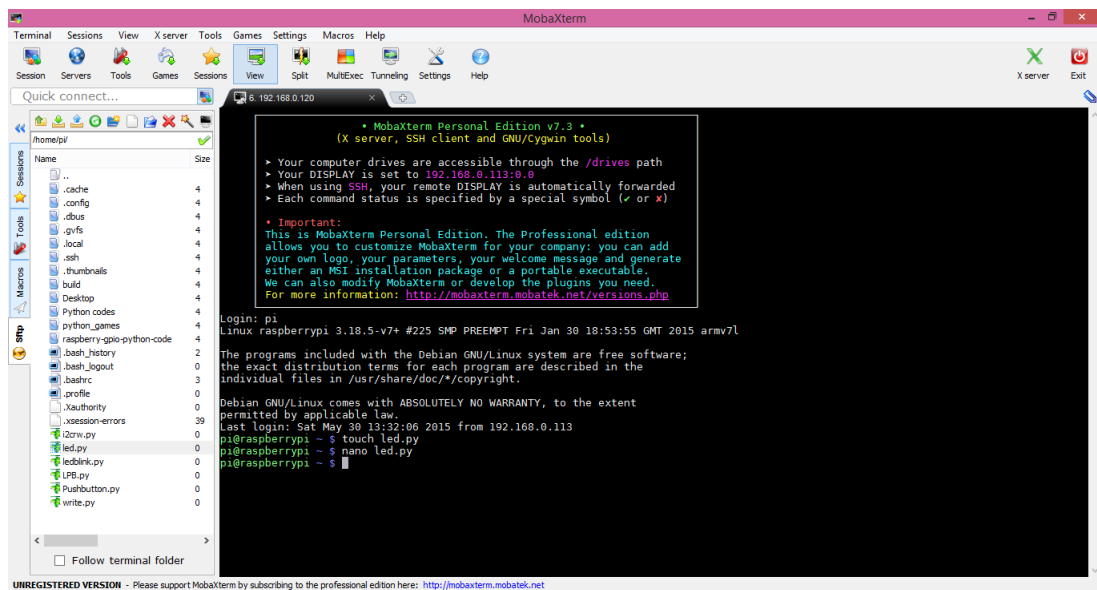 MobaXterm
Terminal Sessions View X server Tools Games Settings Macros Help
Session Servers Tools Games Sessions View Split MultiExec Tunneling Settings Help X server Exit
Quick connect...
6. 192.168.0.120
/home/pi/
Name Size
..
.cache 4
.config 4
.dbus 4
.gvfs 4
.local 4
.ssh 4
.thumbnails 4
build 4
Desktop 4
Python codes 4
python_games 4
raspberry-gpio-python-code 4
.bash_history 2
.bash_logout 0
.bashrc 3
.profile 0
.Xauthority 0
.xsession-errors 39
i2crw.py 0
led.py 0
ledblink.py 0
LPB.py 0
Pushbutton.py 0
write.py 0
Follow terminal folder
Sessions
Tools
Macros
Sftp
• MobaXterm Personal Edition v7.3 •
(X server, SSH client and GNU/Cygwin tools)
➤ Your computer drives are accessible through the /drives path
➤ Your DISPLAY is set to 192.168.0.113:0.0
➤ When using SSH, your remote DISPLAY is automatically forwarded
➤ Each command status is specified by a special symbol (✔ or ✘)
• Important:
This is MobaXterm Personal Edition. The Professional edition
allows you to customize MobaXterm for your company: you can add
your own logo, your parameters, your welcome message and generate
either an MSI installation package or a portable executable.
We can also modify MobaXterm or develop the plugins you need.
For more information: http://mobaxterm.mobatek.net/versions.php
Login: pi
Linux raspberrypi 3.18.5-v7+ #225 SMP PREEMPT Fri Jan 30 18:53:55 GMT 2015 armv7l
The programs included with the Debian GNU/Linux system are free software;
the exact distribution terms for each program are described in the
individual files in /usr/share/doc/*/copyright.
Debian GNU/Linux comes with ABSOLUTELY NO WARRANTY, to the extent
permitted by applicable law.
Last login: Sat May 30 13:32:06 2015 from 192.168.0.113
pi@raspberrypi ~ $ touch led.py
pi@raspberrypi ~ $ nano led.py
pi@raspberrypi ~ $
UNREGISTERED VERSION - Please support MobaXterm by subscribing to the professional edition here: http://mobaxterm.mobatek.net